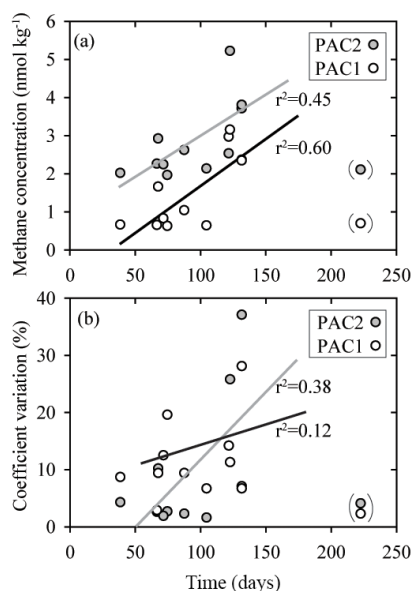 (a)
PAC2
PAC1
r²=0.45
r²=0.60
Methane concentration (nmol kg⁻¹)
6
5
4
3
2
1
0
0 50 100 150 200 250
(b)
PAC2
PAC1
r²=0.38
r²=0.12
Coefficient variation (%)
40
30
20
10
0
0 50 100 150 200 250
Time (days)